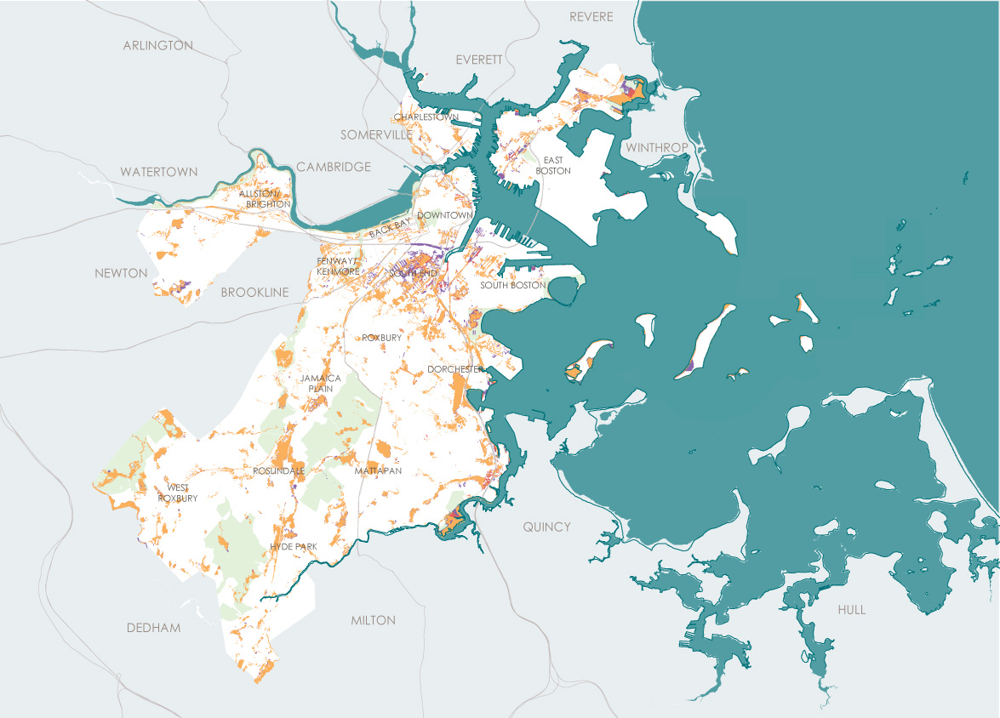 REVERE
ARLINGTON
EVERETT
CHARLESTOWN
SOMERVILLE
WINTHROP
CAMBRIDGE
EAST
BOSTON
WATERTOWN
ALLSTON/
BRIGHTON
DOWNTOWN
BACK BAY
FENWAY/
KENMORE
NEWTON
SOUTH END
SOUTH BOSTON
BROOKLINE
ROXBURY
DORCHESTER
JAMAICA
PLAIN
ROSLINDALE
MATTAPAN
WEST
ROXBURY
QUINCY
HYDE PARK
HULL
MILTON
DEDHAM